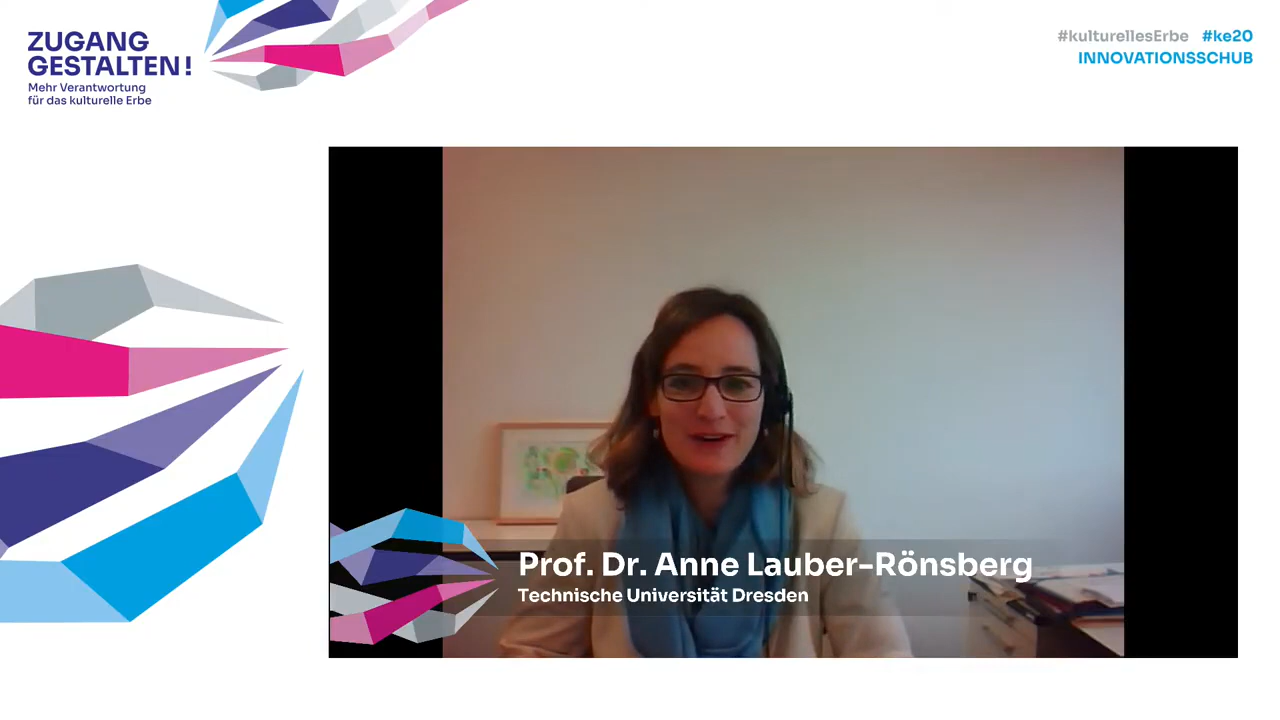 ZUGANG
GESTALTEN!
Mehr Verantwortung
für das kulturelle Erbe
#kulturellesErbe #ke20
INNOVATIONSSCHUB
Prof. Dr. Anne Lauber-Rönsberg
Technische Universität Dresden